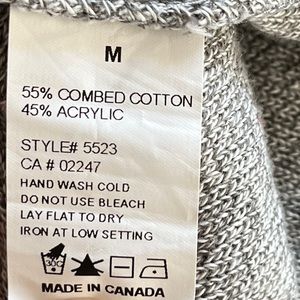 M
55% COMBED COTTON
45% ACRYLIC
STYLE# 5523
CA # 02247
HAND WASH COLD
DO NOT USE BLEACH
LAY FLAT TO DRY
IRON AT LOW SETTING
30C
MADE IN CANADA